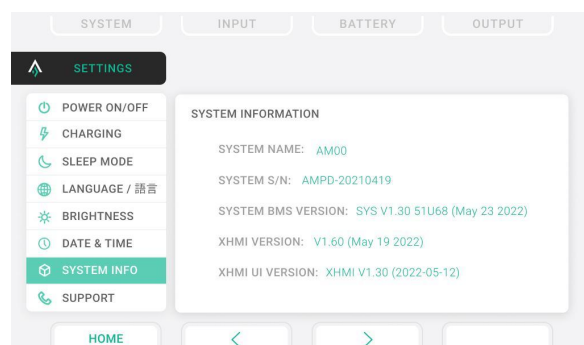 SYSTEM INPUT BATTERY OUTPUT
SETTINGS
POWER ON/OFF
CHARGING
SLEEP MODE
LANGUAGE / 語言
BRIGHTNESS
DATE & TIME
SYSTEM INFO
SUPPORT
SYSTEM INFORMATION
SYSTEM NAME: AM00
SYSTEM S/N: AMPD-20210419
SYSTEM BMS VERSION: SYS V1.30 51U68 (May 23 2022)
XHMI VERSION: V1.60 (May 19 2022)
XHMI UI VERSION: XHMI V1.30 (2022-05-12)
HOME < >